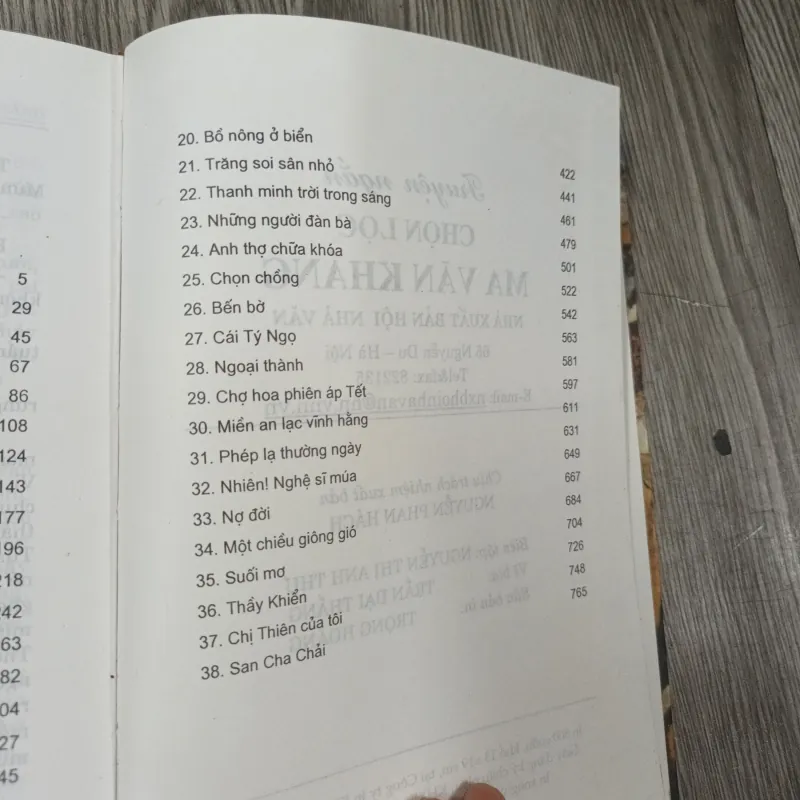 5
29
45
67
86
108
124
143
177
196
218
242
63
82
04
27
45
20. Bồ nông ở biển 422
21. Trăng soi sân nhỏ 441
22. Thanh minh trời trong sáng 461
23. Những người đàn bà 479
24. Anh thợ chữa khóa 501
25. Chọn chồng 522
26. Bến bờ 542
27. Cái Tý Ngọ 563
28. Ngoại thành 581
29. Chợ hoa phiên áp Tết 597
30. Miền an lạc vĩnh hằng 611
31. Phép lạ thường ngày 631
32. Nhiên! Nghệ sĩ múa 649
33. Nợ đời 667
34. Một chiều giông gió 684
35. Suối mơ 704
36. Thầy Khiển 726
37. Chị Thiên của tôi 748
38. San Cha Chải 765